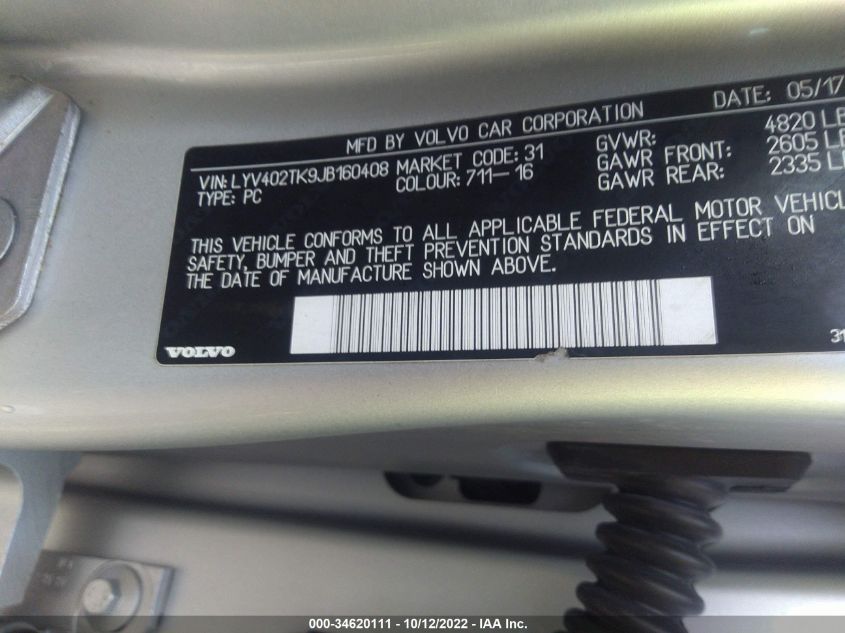 MFD BY VOLVO CAR CORPORATION DATE: 05/17
VIN: LYV402TK9JB160408 MARKET CODE: 31 GVWR: 4820 LB
TYPE: PC COLOUR: 711-16 GAWR FRONT: 2605 LB
GAWR REAR: 2335 L
THIS VEHICLE CONFORMS TO ALL APPLICABLE FEDERAL MOTOR VEHICL
SAFETY, BUMPER AND THEFT PREVENTION STANDARDS IN EFFECT ON
THE DATE OF MANUFACTURE SHOWN ABOVE.
VOLVO
31
000-34620111 - 10/12/2022 - IAA Inc.